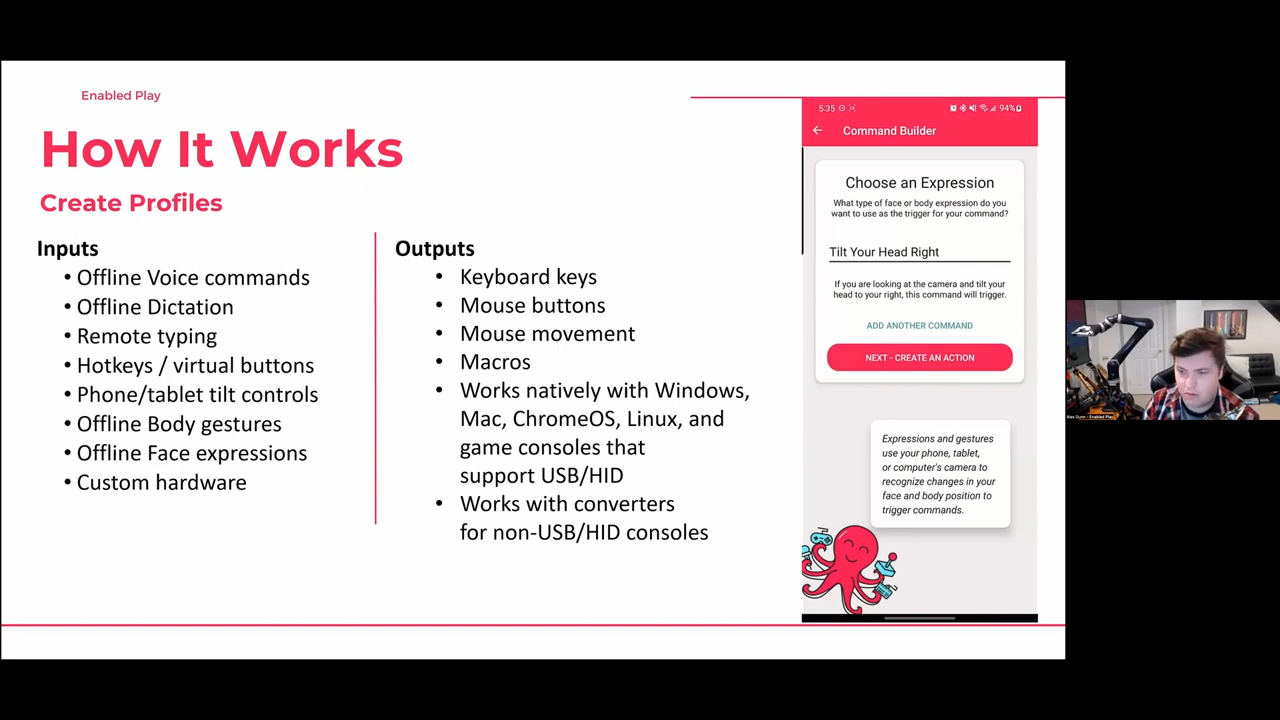 Enabled Play
How It Works
Create Profiles
Inputs
• Offline Voice commands
• Offline Dictation
• Remote typing
• Hotkeys / virtual buttons
• Phone/tablet tilt controls
• Offline Body gestures
• Offline Face expressions
• Custom hardware
Outputs
• Keyboard keys
• Mouse buttons
• Mouse movement
• Macros
• Works natively with Windows,
Mac, ChromeOS, Linux, and
game consoles that
support USB/HID
• Works with converters
for non-USB/HID consoles
5:35
94%
Command Builder
Choose an Expression
What type of face or body expression do you
want to use as the trigger for your command?
Tilt Your Head Right
If you are looking at the camera and tilt your
head to your right, this command will trigger.
ADD ANOTHER COMMAND
NEXT - CREATE AN ACTION
Expressions and gestures
use your phone, tablet,
or computer's camera to
recognize changes in your
face and body position to
trigger commands.
Alex Dunn - Enabled Play